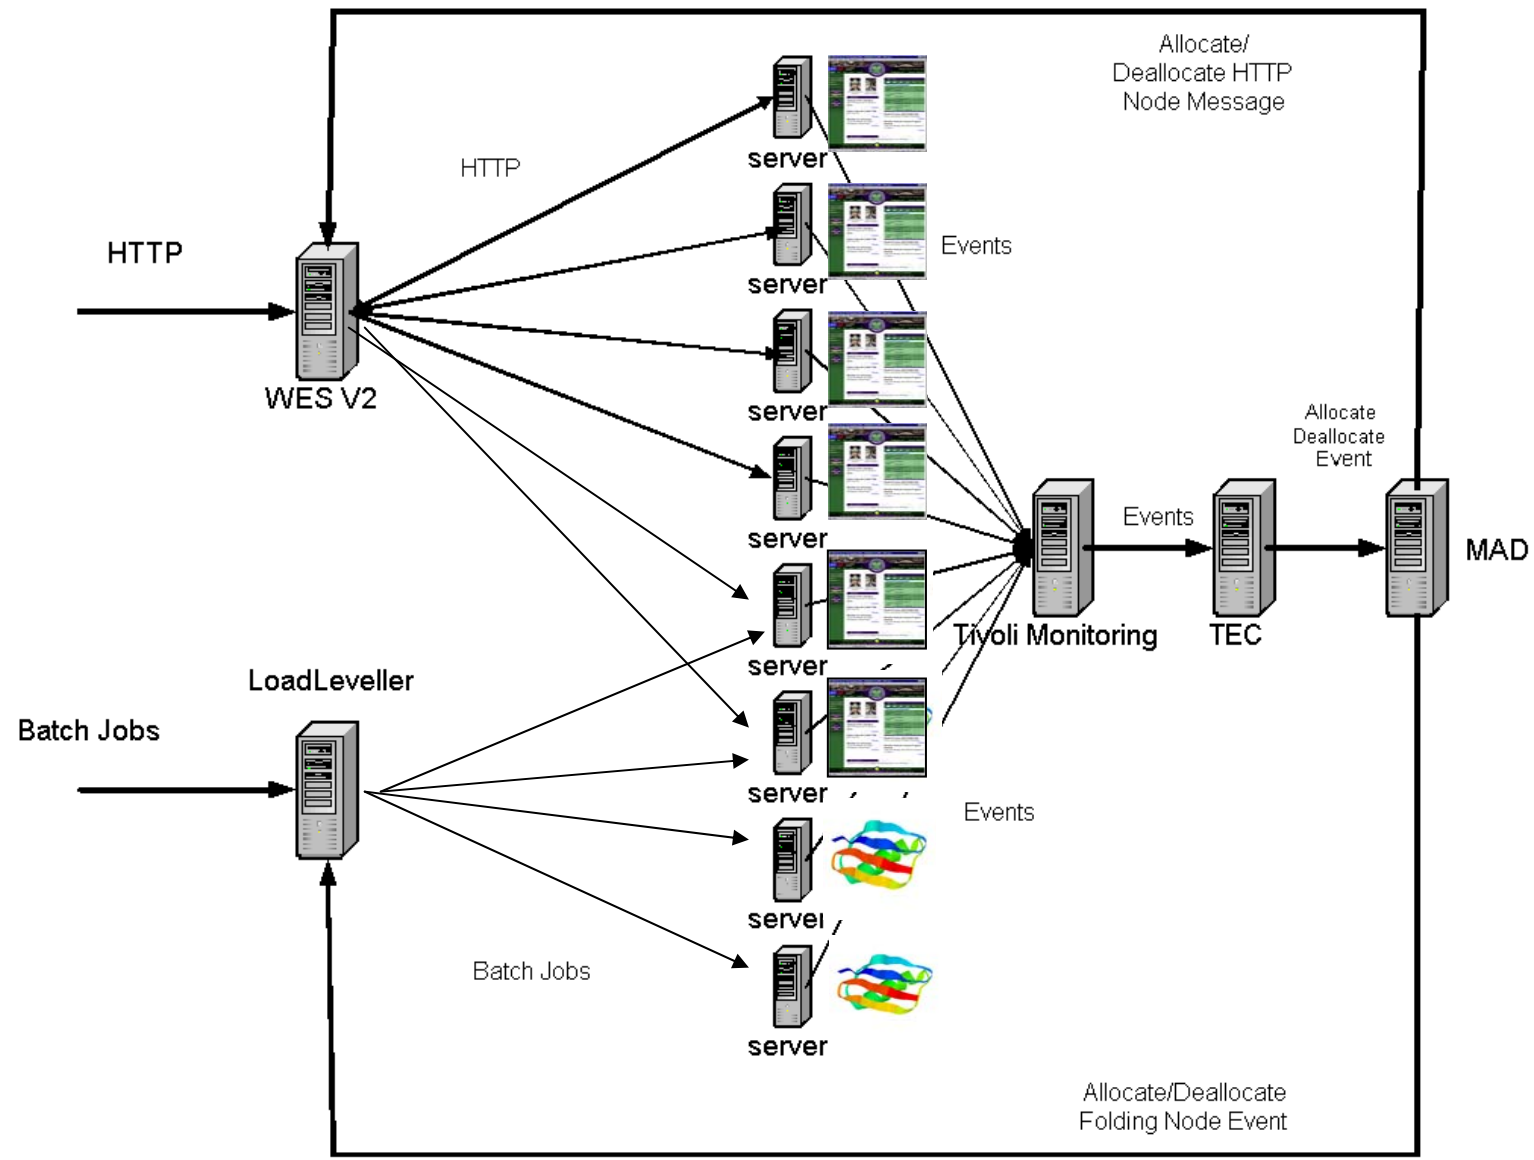 Allocate/
Deallocate HTTP
Node Message
HTTP
server
HTTP
Events
server
WES V2
server
Allocate
Deallocate
Event
Events
server
MAD
Tivoli Monitoring
TEC
server
LoadLeveller
Batch Jobs
server
Events
server
Batch Jobs
server
Allocate/Deallocate
Folding Node Event